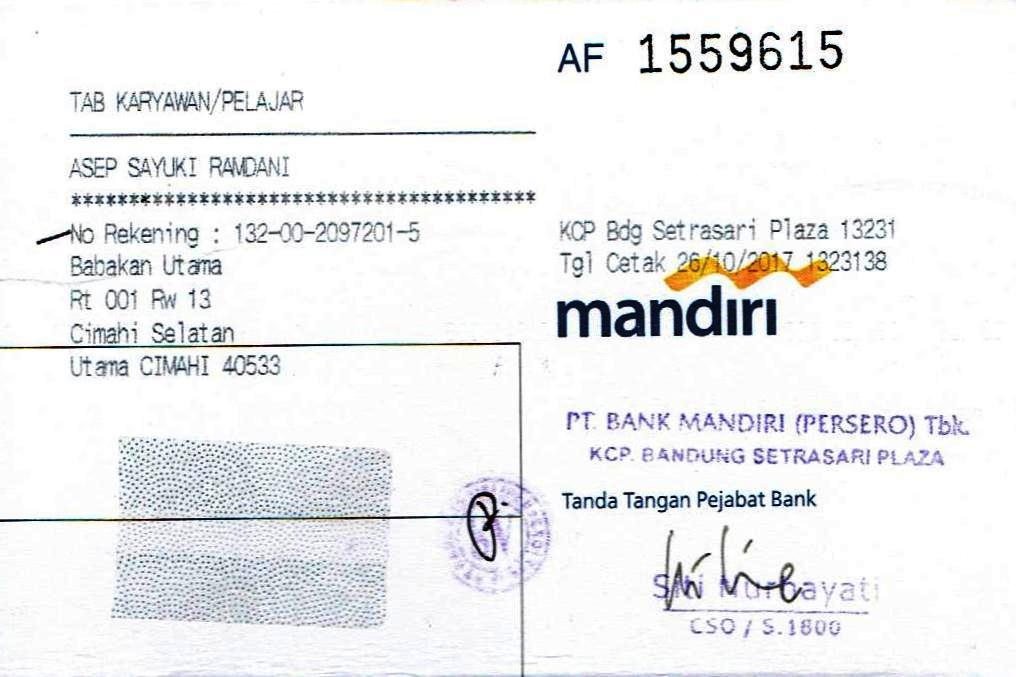 AF 1559615
TAB KARYAWAN/PELAJAR
ASEP SAYUKI RAMDANI
****************************************
No Rekening : 132-00-2097201-5
Babakan Utama
Rt 001 Rw 13
Cimahi Selatan
Utama CIMAHI 40533
KCP Bdg Setrasari Plaza 13231
Tgl Cetak 26/10/2017 1323138
mandiri
PT. BANK MANDIRI (PERSERO) Tbk.
KCP. BANDUNG SETRASARI PLAZA
Tanda Tangan Pejabat Bank
CSO / S.1800